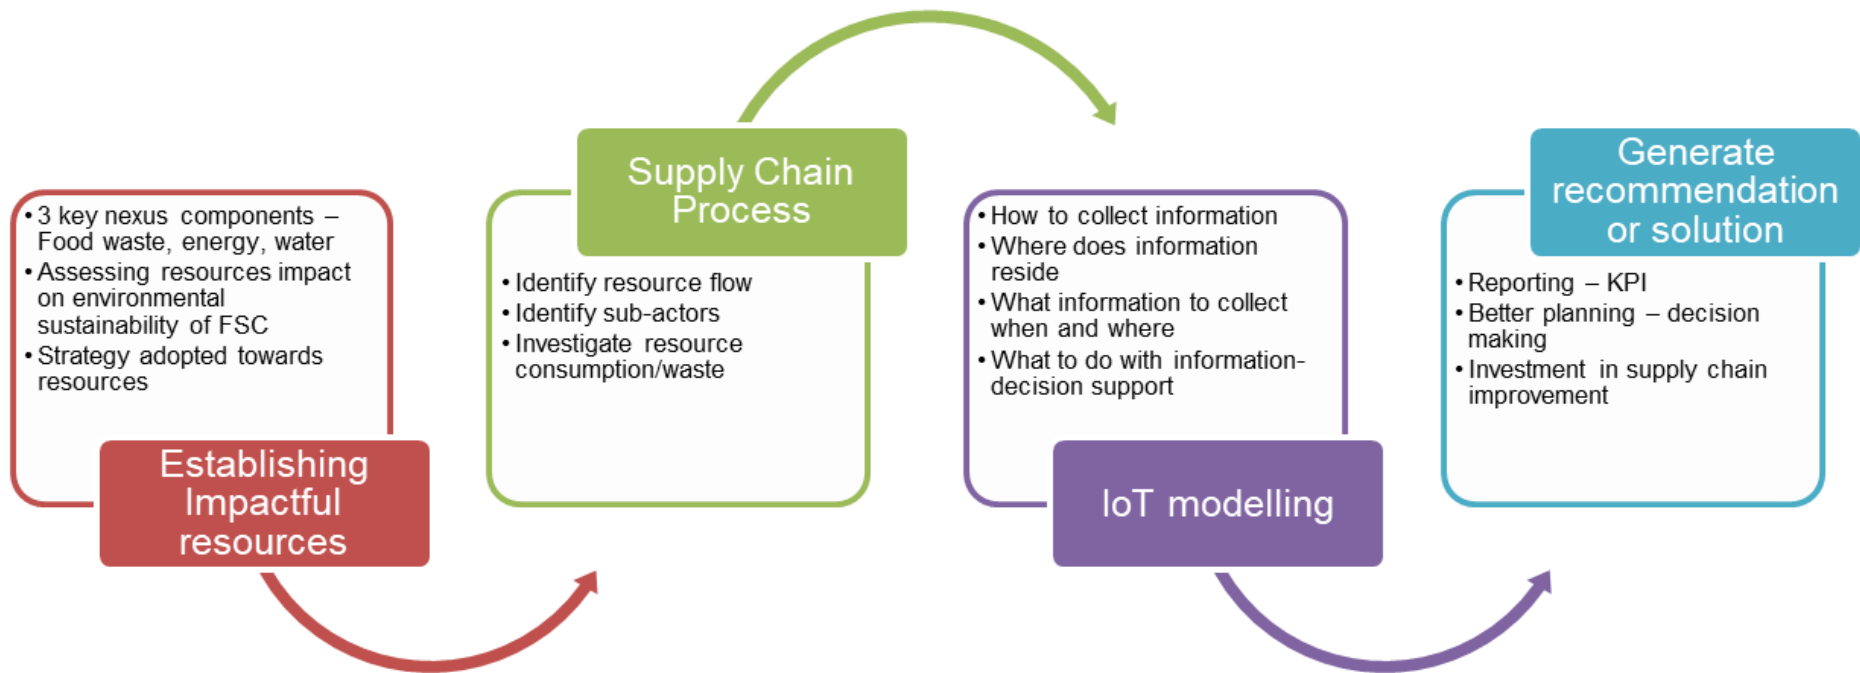 • 3 key nexus components –
Food waste, energy, water
• Assessing resources impact
on environmental
sustainability of FSC
• Strategy adopted towards
resources
Establishing
Impactful
resources
Supply Chain
Process
• Identify resource flow
• Identify sub-actors
• Investigate resource
consumption/waste
• How to collect information
• Where does information
reside
• What information to collect
when and where
• What to do with information-
decision support
IoT modelling
Generate
recommendation
or solution
• Reporting – KPI
• Better planning – decision
making
• Investment in supply chain
improvement